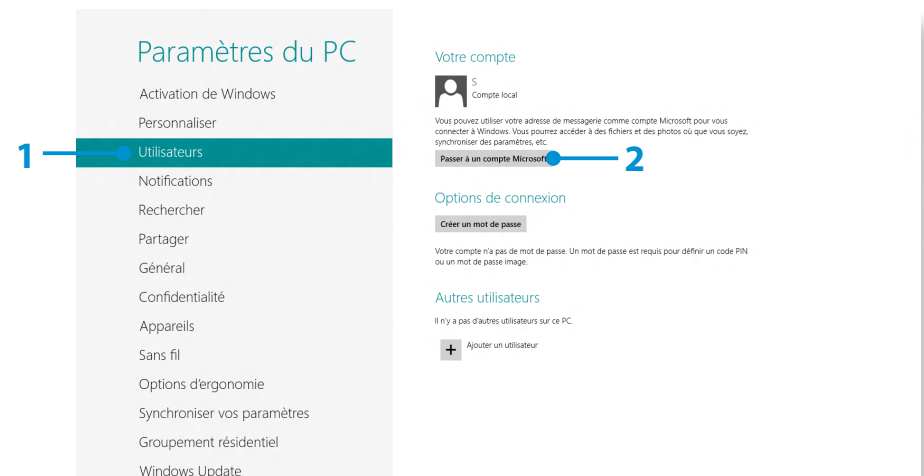 Paramètres du PC
Activation de Windows
Personnaliser
1
Utilisateurs
Notifications
Rechercher
Partager
Général
Confidentialité
Appareils
Sans fil
Options d'ergonomie
Synchroniser vos paramètres
Groupement résidentiel
Windows Update
Votre compte
S
Compte local
Vous pouvez utiliser votre adresse de messagerie comme compte Microsoft pour vous
connecter à Windows. Vous pourrez accéder à des fichiers et des photos où que vous soyez,
synchroniser des paramètres, etc.
Passer à un compte Microsoft
2
Options de connexion
Créer un mot de passe
Votre compte n'a pas de mot de passe. Un mot de passe est requis pour définir un code PIN
ou un mot de passe image.
Autres utilisateurs
Il n'y a pas d'autres utilisateurs sur ce PC.
+ Ajouter un utilisateur